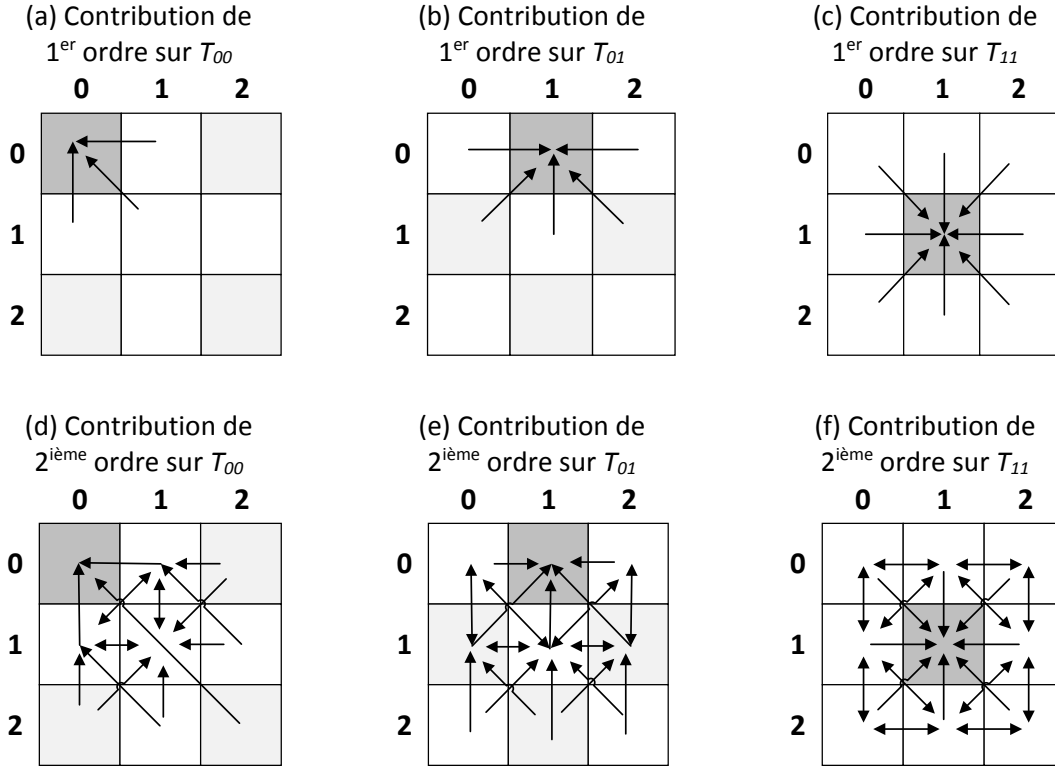 (a) Contribution de
1er ordre sur T00
0 1 2
0
1
2
(b) Contribution de
1er ordre sur T01
0 1 2
0
1
2
(c) Contribution de
1er ordre sur T11
0 1 2
0
1
2
(d) Contribution de
2ième ordre sur T00
0 1 2
0
1
2
(e) Contribution de
2ième ordre sur T01
0 1 2
0
1
2
(f) Contribution de
2ième ordre sur T11
0 1 2
0
1
2